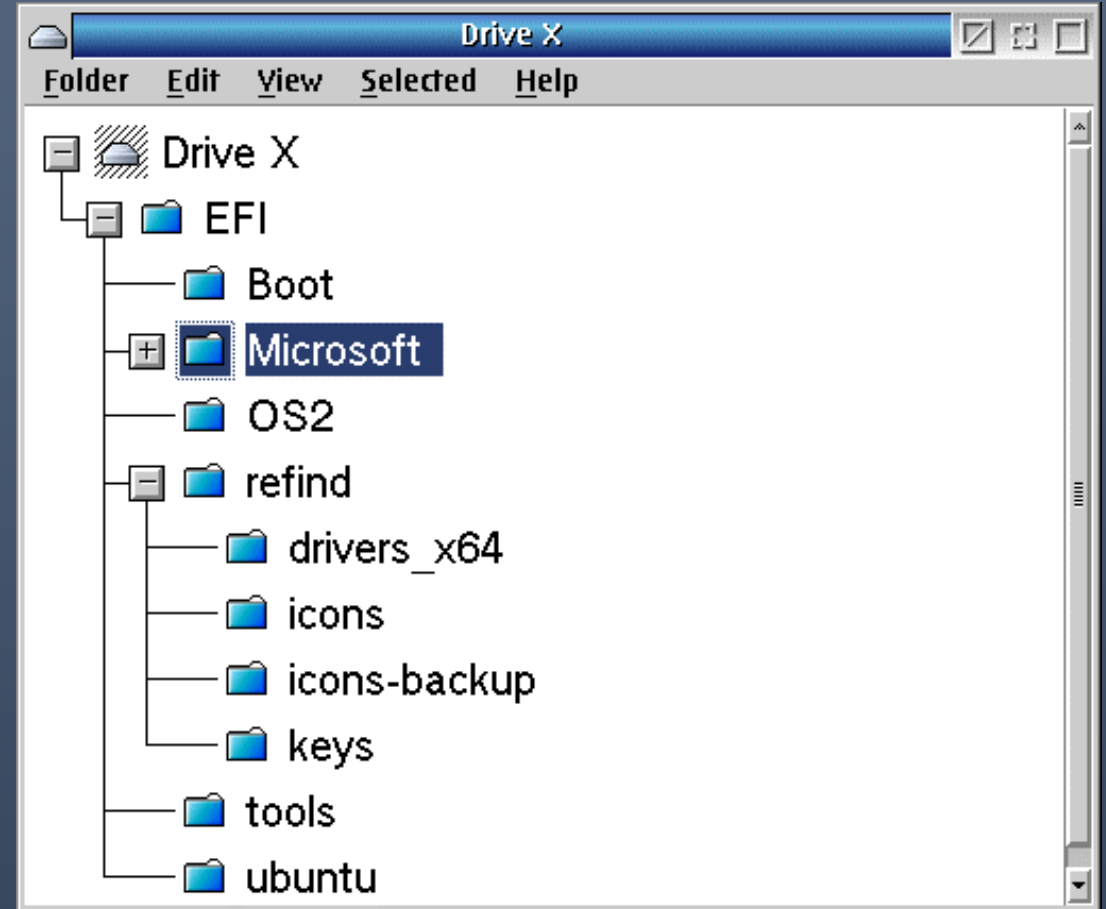 Drive X
Folder Edit View Selected Help
Drive X
EFI
Boot
Microsoft
OS2
refind
drivers_x64
icons
icons-backup
keys
tools
ubuntu